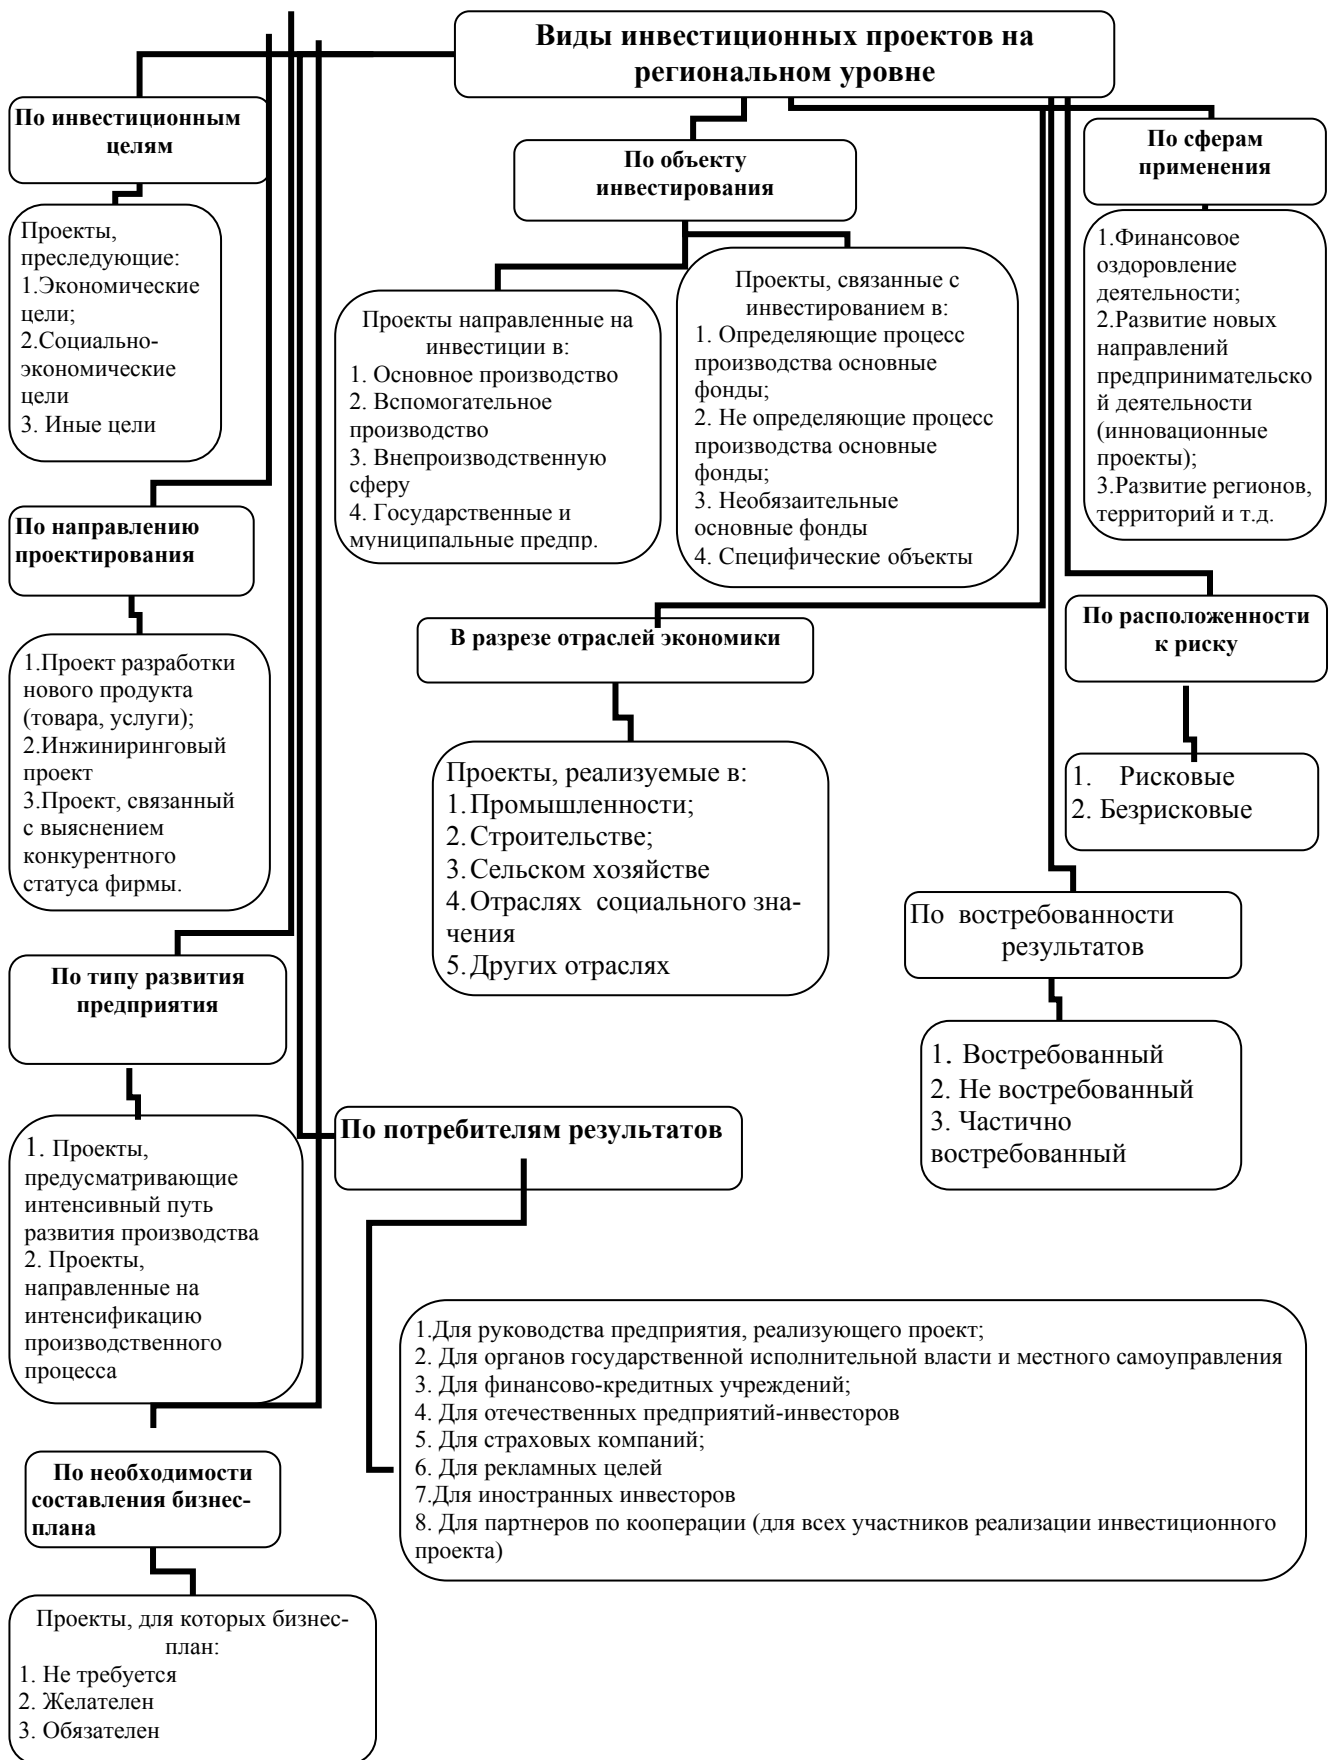 Виды инвестиционных проектов на
региональном уровне
По инвестиционным
целям
Проекты,
преследующие:
1.Экономические
цели;
2.Социально-
экономические
цели
3. Иные цели
По направлению
проектирования
1.Проект разработки
нового продукта
(товара, услуги);
2.Инжиниринговый
проект
3.Проект, связанный
с выяснением
конкурентного
статуса фирмы.
По типу развития
предприятия
1. Проекты,
предусматривающие
интенсивный путь
развития производства
2. Проекты,
направленные на
интенсификацию
производственного
процесса
По необходимости
составления бизнес-
плана
Проекты, для которых бизнес-
план:
1. Не требуется
2. Желателен
3. Обязателен
По объекту
инвестирования
Проекты направленные на
инвестиции в:
1. Основное производство
2. Вспомогательное
производство
3. Внепроизводственную
сферу
4. Государственные и
муниципальные предпр.
Проекты, связанные с
инвестированием в:
1. Определяющие процесс
производства основные
фонды;
2. Не определяющие процесс
производства основные
фонды;
3. Необязаительные
основные фонды
4. Специфические объекты
В разрезе отраслей экономики
Проекты, реализуемые в:
1. Промышленности;
2. Строительстве;
3. Сельском хозяйстве
4. Отраслях социального зна-
чения
5. Других отраслях
По потребителям результатов
1.Для руководства предприятия, реализующего проект;
2. Для органов государственной исполнительной власти и местного самоуправления
3. Для финансово-кредитных учреждений;
4. Для отечественных предприятий-инвесторов
5. Для страховых компаний;
6. Для рекламных целей
7.Для иностранных инвесторов
8. Для партнеров по кооперации (для всех участников реализации инвестиционного
проекта)
По сферам
применения
1.Финансовое
оздоровление
деятельности;
2.Развитие новых
направлений
предпринимательско
й деятельности
(инновационные
проекты);
3.Развитие регионов,
территорий и т.д.
По расположенности
к риску
1. Рисковые
2. Безрисковые
По востребованности
результатов
1. Востребованный
2. Не востребованный
3. Частично
востребованный